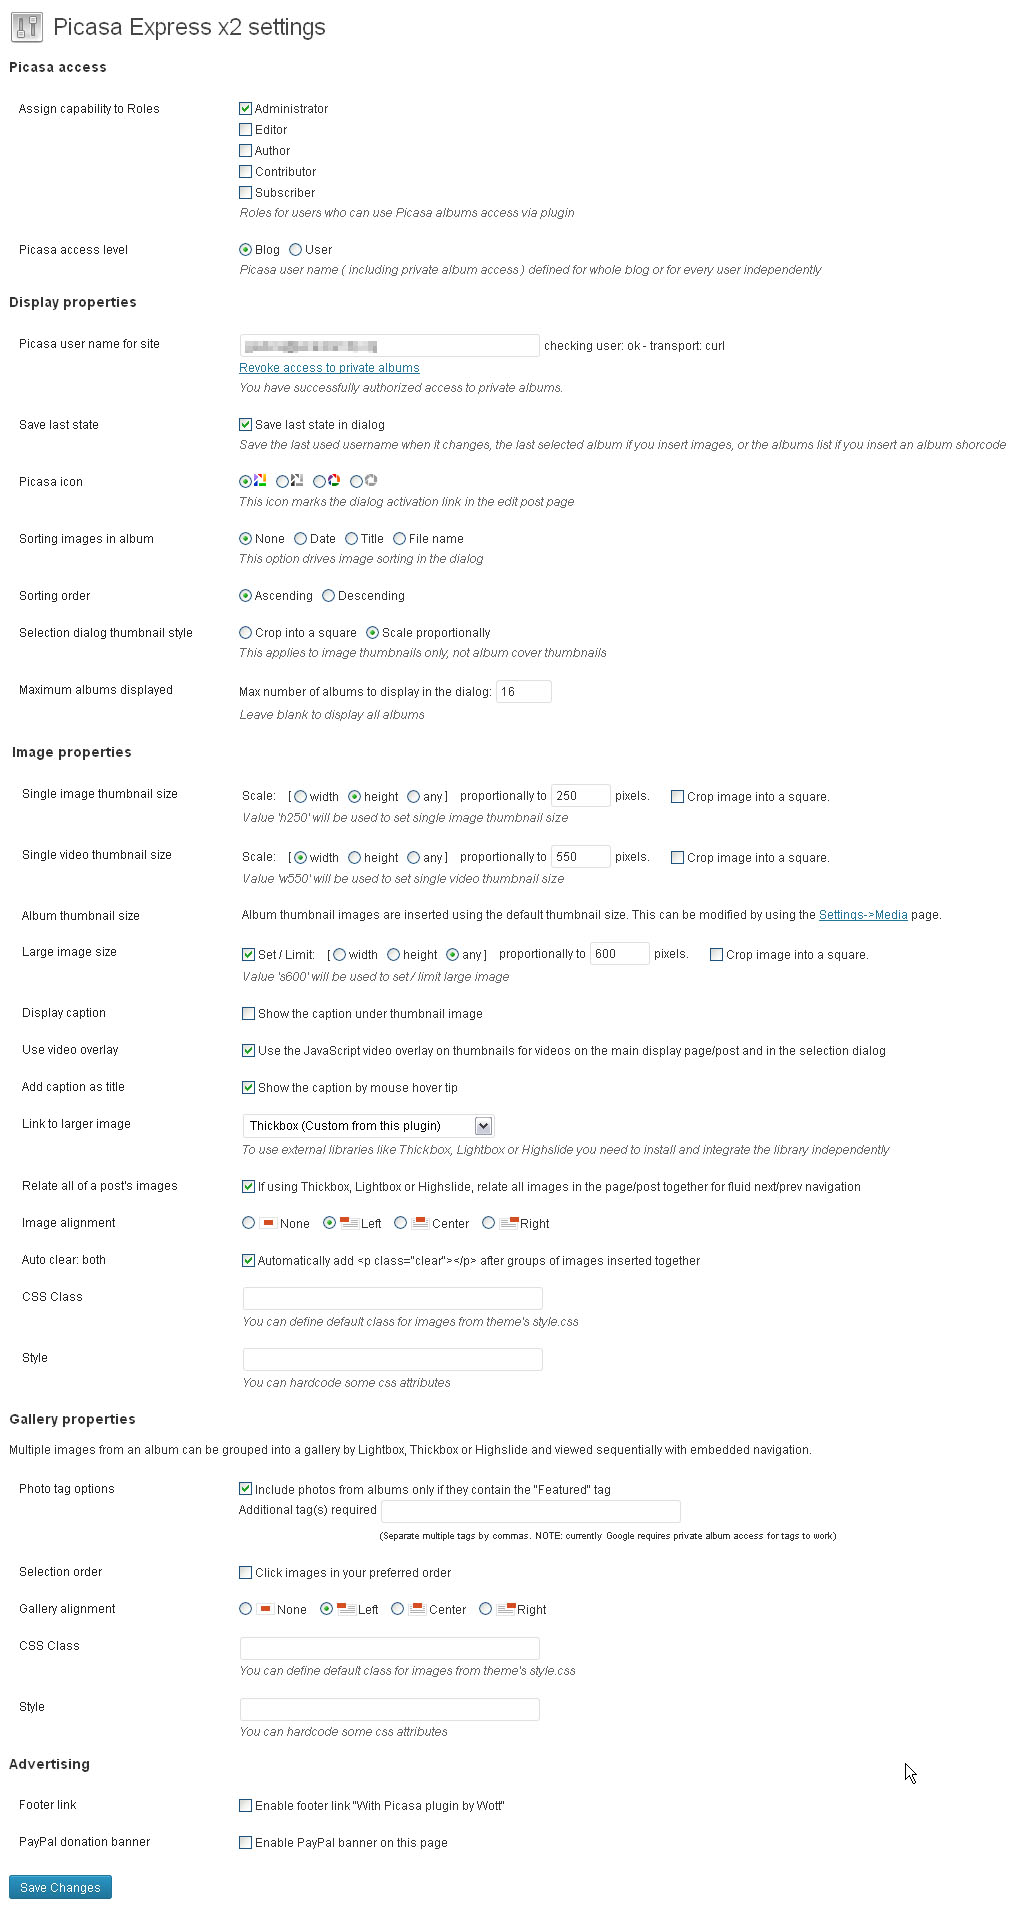 Picasa Express x2 settings
Picasa access
Assign capability to Roles
Administrator
Editor
Author
Contributor
Subscriber
Roles for users who can use Picasa albums access via plugin
Picasa access level
Blog User
Picasa user name ( including private album access ) defined for whole blog or for every user independently
Display properties
Picasa user name for site
checking user: ok - transport: curl
Revoke access to private albums
You have successfully authorized access to private albums.
Save last state
Save last state in dialog
Save the last used username when it changes, the last selected album if you insert images, or the albums list if you insert an album shorcode
Picasa icon
This icon marks the dialog activation link in the edit post page
Sorting images in album
None Date Title File name
This option drives image sorting in the dialog
Sorting order
Ascending Descending
Selection dialog thumbnail style
Crop into a square Scale proportionally
This applies to image thumbnails only, not album cover thumbnails
Maximum albums displayed
Max number of albums to display in the dialog: 16
Leave blank to display all albums
Image properties
Single image thumbnail size
Scale: [ width height any ] proportionally to 250 pixels. Crop image into a square.
Value 'h250' will be used to set single image thumbnail size
Single video thumbnail size
Scale: [ width height any ] proportionally to 550 pixels. Crop image into a square.
Value 'w550' will be used to set single video thumbnail size
Album thumbnail size
Album thumbnail images are inserted using the default thumbnail size. This can be modified by using the Settings->Media page.
Large image size
Set / Limit: [ width height any ] proportionally to 600 pixels. Crop image into a square.
Value 's600' will be used to set / limit large image
Display caption
Show the caption under thumbnail image
Use video overlay
Use the JavaScript video overlay on thumbnails for videos on the main display page/post and in the selection dialog
Add caption as title
Show the caption by mouse hover tip
Link to larger image
Thickbox (Custom from this plugin)
To use external libraries like Thickbox, Lightbox or Highslide you need to install and integrate the library independently
Relate all of a post's images
If using Thickbox, Lightbox or Highslide, relate all images in the page/post together for fluid next/prev navigation
Image alignment
None Left Center Right
Auto clear: both
Automatically add <p class="clear"></p> after groups of images inserted together
CSS Class
You can define default class for images from theme's style.css
Style
You can hardcode some css attributes
Gallery properties
Multiple images from an album can be grouped into a gallery by Lightbox, Thickbox or Highslide and viewed sequentially with embedded navigation.
Photo tag options
Include photos from albums only if they contain the "Featured" tag
Additional tag(s) required
(Separate multiple tags by commas. NOTE: currently Google requires private album access for tags to work)
Selection order
Click images in your preferred order
Gallery alignment
None Left Center Right
CSS Class
You can define default class for images from theme's style.css
Style
You can hardcode some css attributes
Advertising
Footer link
Enable footer link "With Picasa plugin by Wott"
PayPal donation banner
Enable PayPal banner on this page
Save Changes